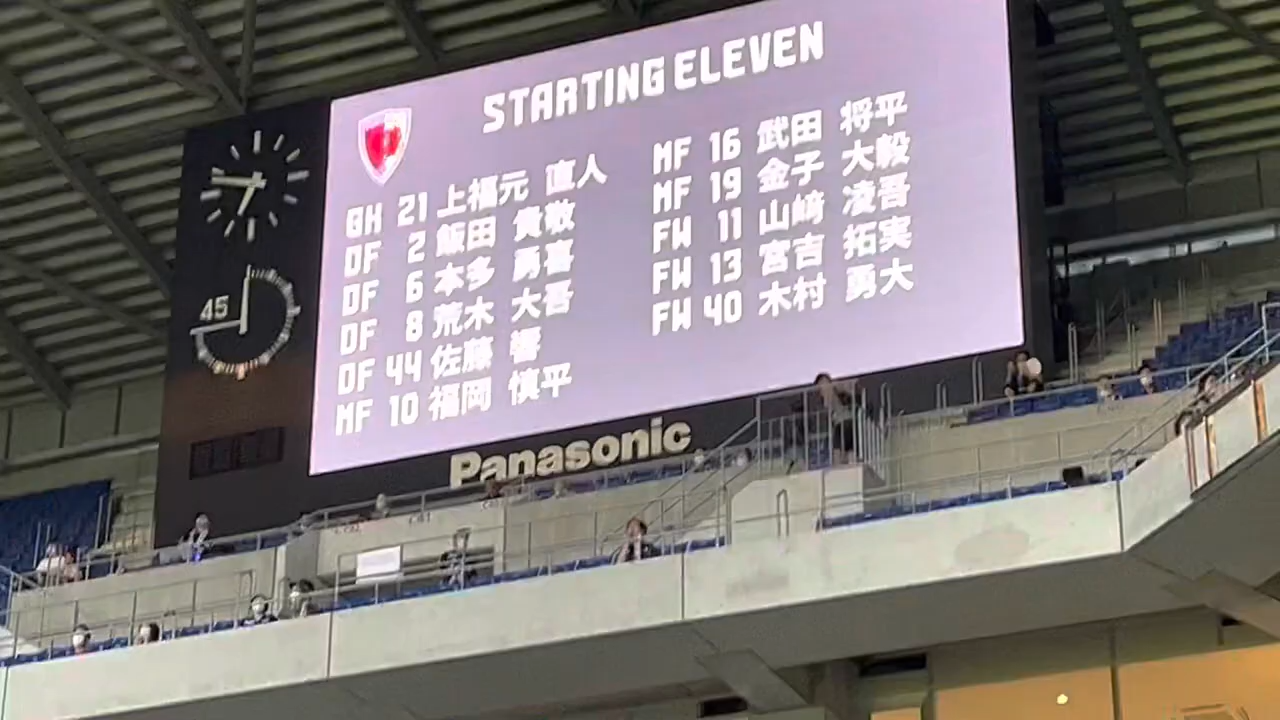 STARTING ELEVEN
GK 21 上福元 直人
DF 2 飯田 貴敬
DF 6 本多 勇喜
DF 8 荒木 大吾
DF 44 佐藤 響
MF 10 福岡 慎平
MF 16 武田 将平
MF 19 金子 大毅
FW 11 山﨑 凌吾
FW 13 宮吉 拓実
FW 40 木村 勇大
45
Panasonic